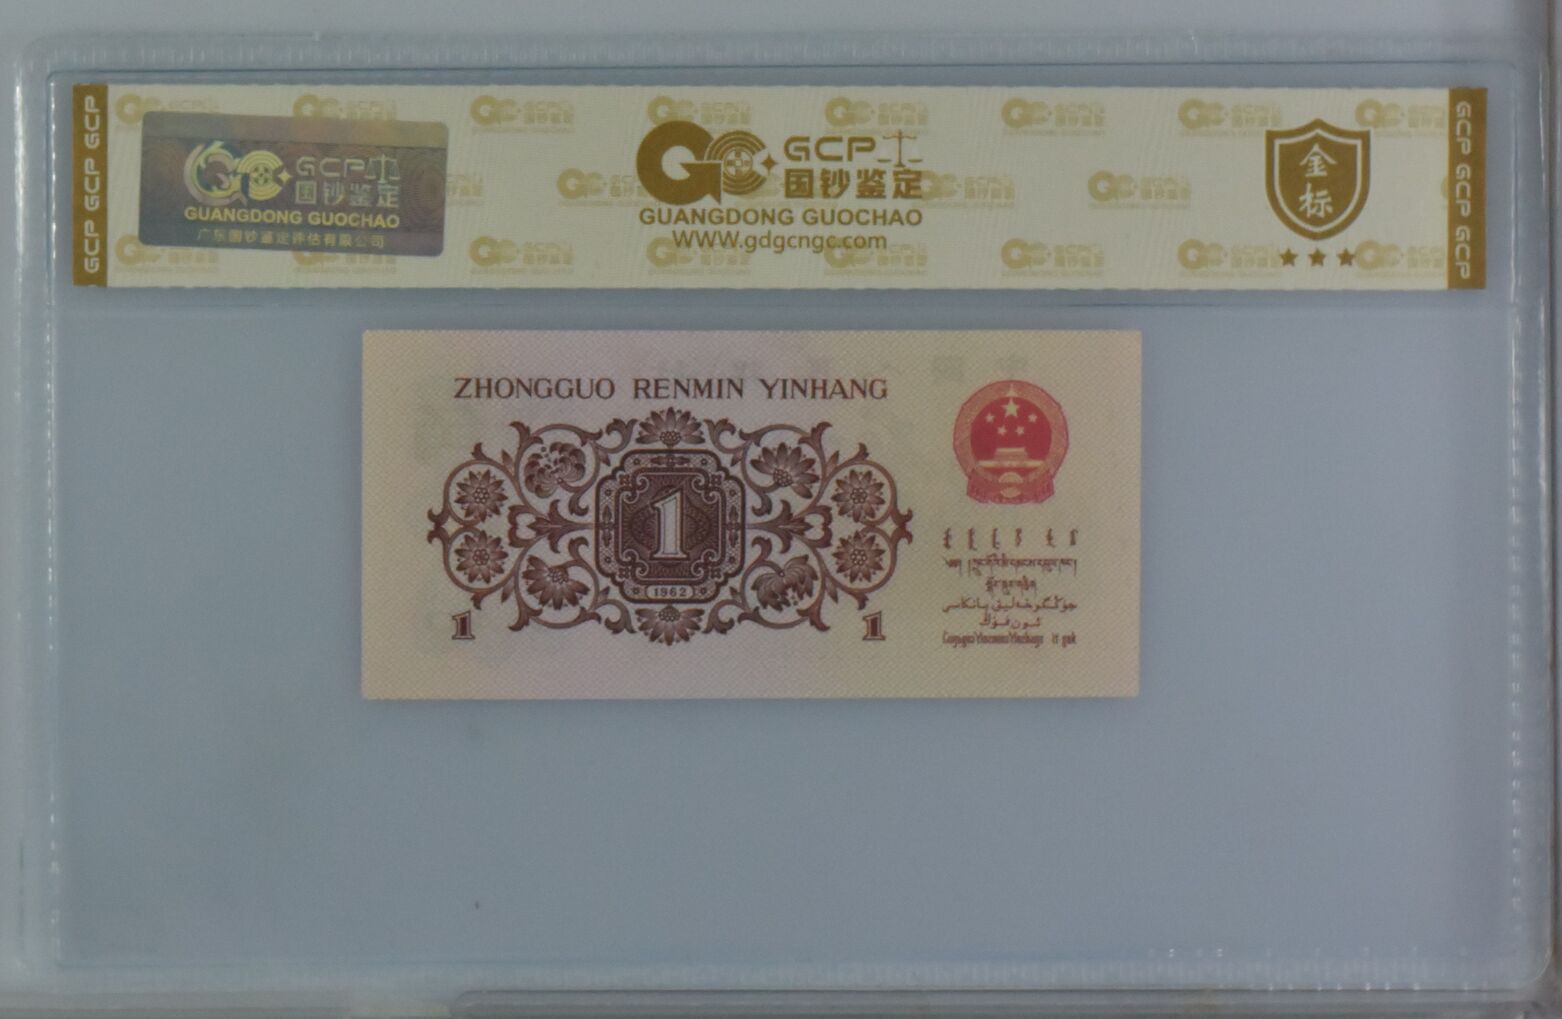 GCP GCP GCP
GCP
国钞鉴定
GUANGDONG GUOCHAO
广东国钞鉴定评估有限公司
GCP
国钞鉴定
GUANGDONG GUOCHAO
WWW.gdgcngc.com
金
标
GCP GCP GCP
ZHONGGUO RENMIN YINHANG
1
1962
1
1